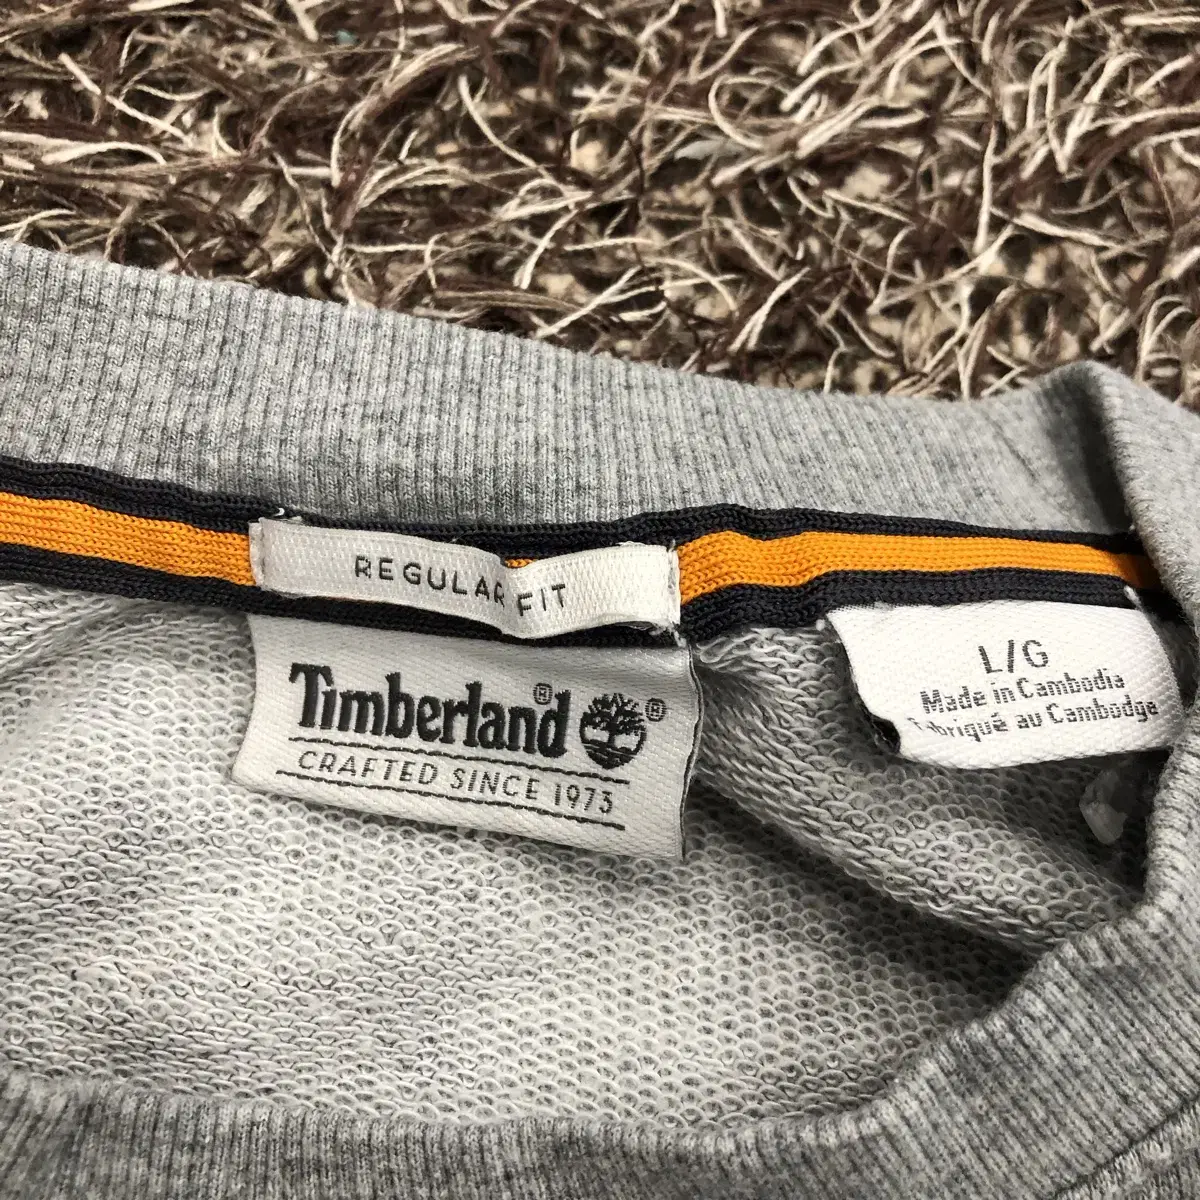 REGULAR FIT
Timberland®
®
CRAFTED SINCE 1973
L/G
Made in Cambodia
Fabriqué au Cambodge